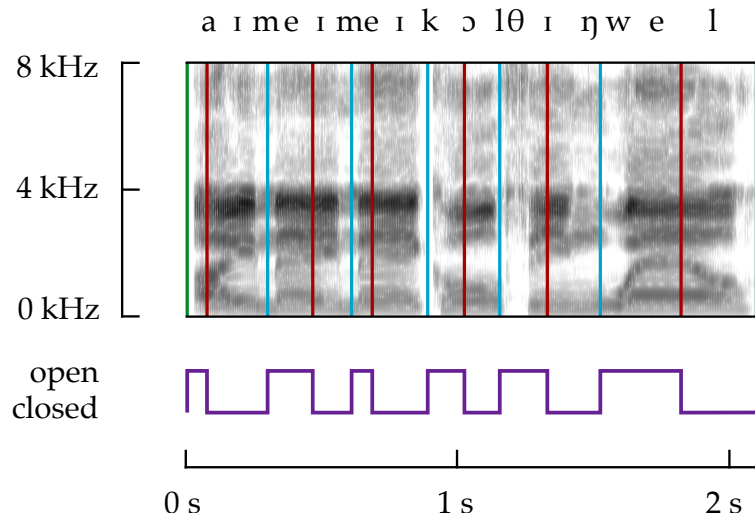 a ɪ m e ɪ m e ɪ k ɔ l θ ɪ ŋ w e l
8 kHz
4 kHz
0 kHz
open
closed
0 s 1 s 2 s